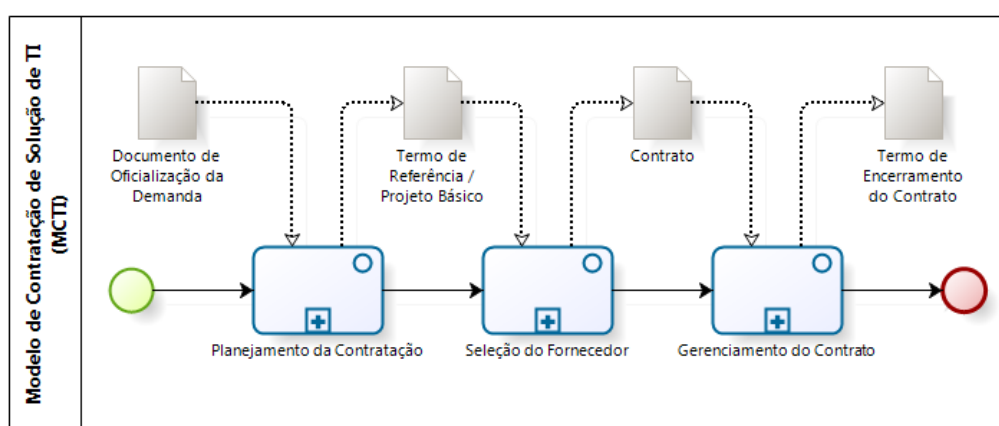 Modelo de Contratação de Solução de TI
(MCTI)
Documento de
Oficialização da
Demanda
Termo de
Referência /
Projeto Básico
Contrato
Termo de
Encerramento
do Contrato
Planejamento da Contratação
Seleção do Fornecedor
Gerenciamento do Contrato